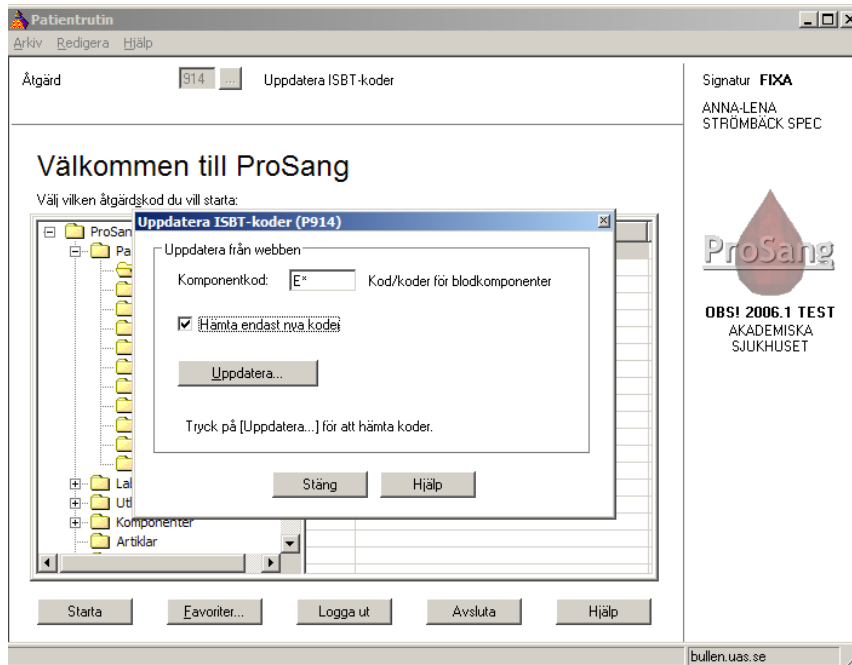 Patientrutin
Arkiv Redigera Hjälp
Åtgärd 914 ... Uppdatera ISBT-koder
Signatur FIXA
ANNA-LENA
STRÖMBÄCK SPEC
Välkommen till ProSang
Välj vilken åtgärdskod du vill starta:
ProSan
Pa
Lal
Utl
Komponenter
Artiklar
Uppdatera ISBT-koder (P914)
Uppdatera från webben
Komponentkod: E* Kod/koder för blodkomponenter
Hämta endast nya koder
Uppdatera...
Tryck på [Uppdatera...] för att hämta koder.
Stäng Hjälp
ProSang
OBS! 2006.1 TEST
AKADEMISKA
SJUKHUSET
Starta Favoriter... Logga ut Avsluta Hjälp
bullen.uas.se